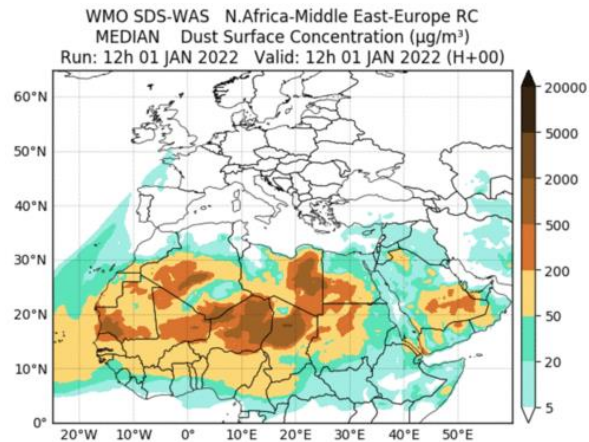 WMO SDS-WAS N.Africa-Middle East-Europe RC
MEDIAN Dust Surface Concentration (µg/m³)
Run: 12h 01 JAN 2022 Valid: 12h 01 JAN 2022 (H+00)
60°N
50°N
40°N
30°N
20°N
10°N
0°
20°W 10°W 0° 10°E 20°E 30°E 40°E 50°E
20000
5000
2000
500
200
50
20
5